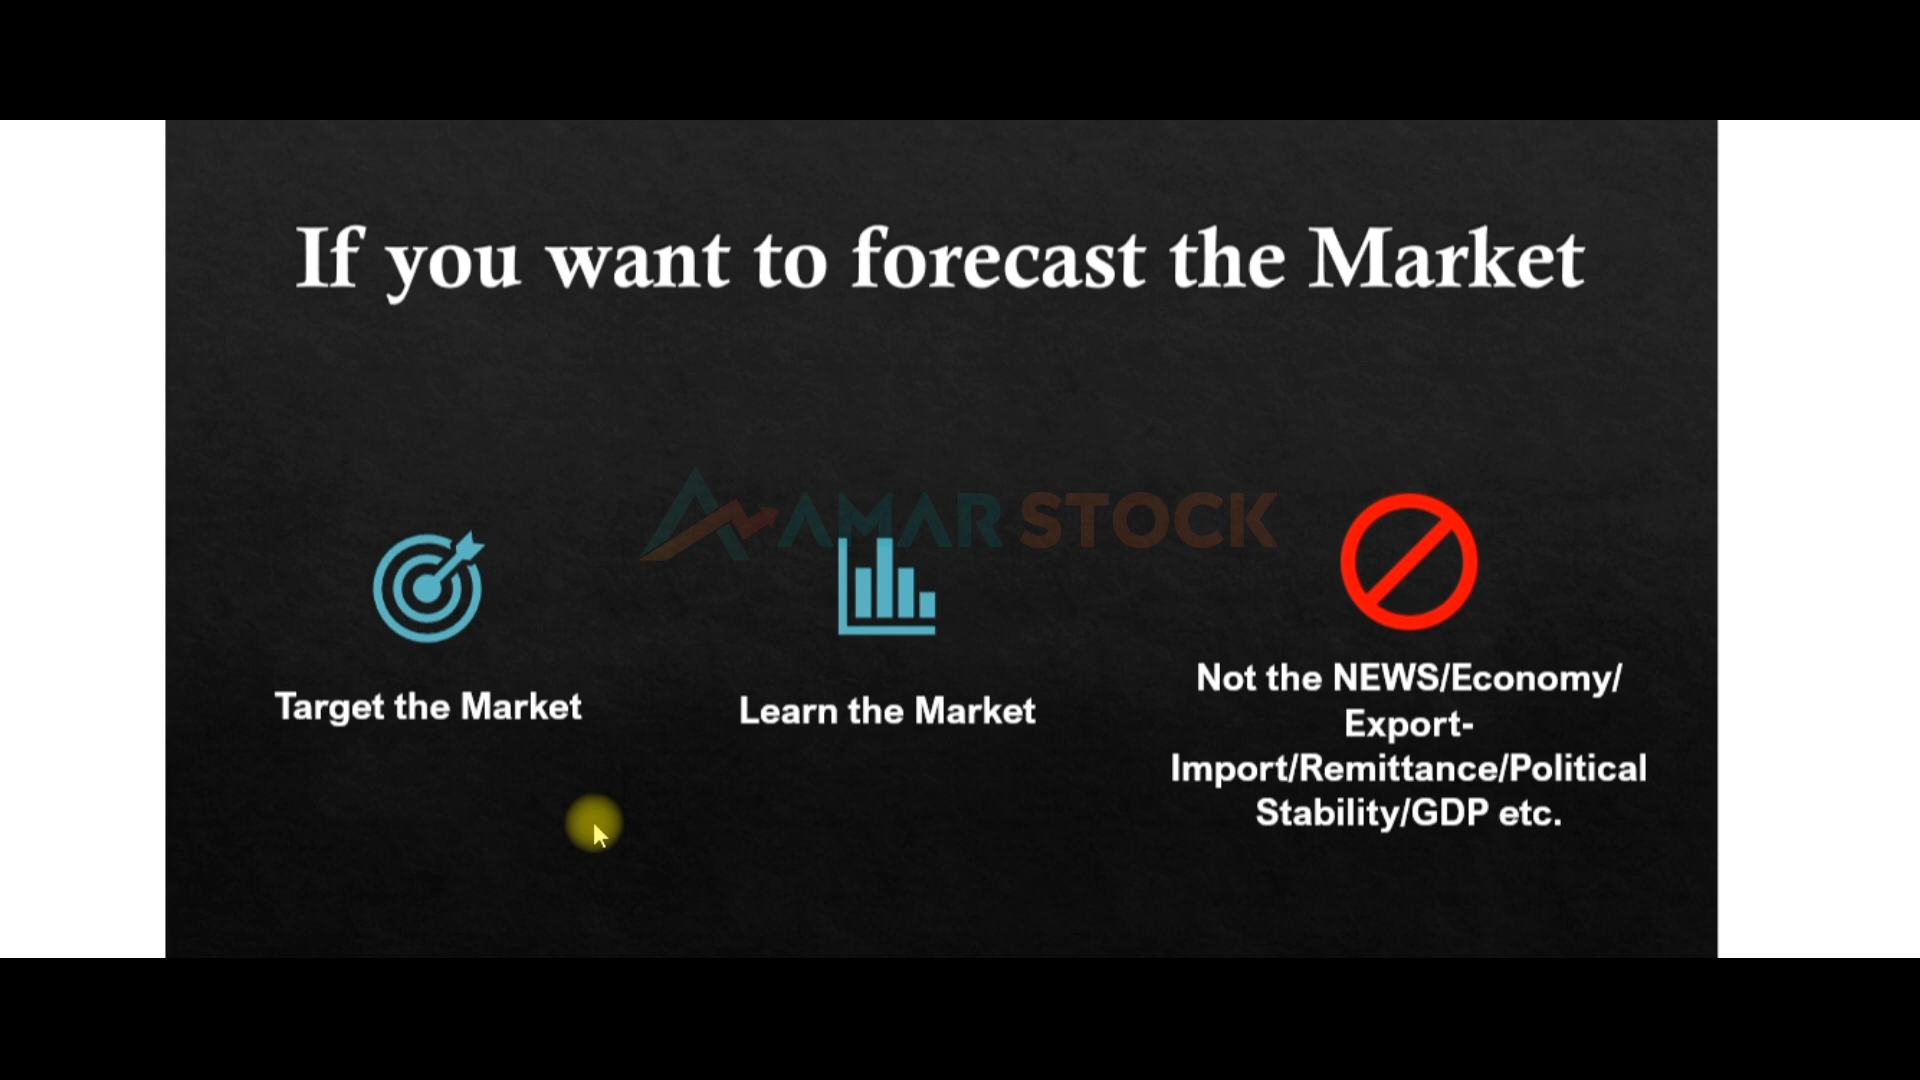 If you want to forecast the Market
AMAR STOCK
Target the Market
Learn the Market
Not the NEWS/Economy/
Export-
Import/Remittance/Political
Stability/GDP etc.